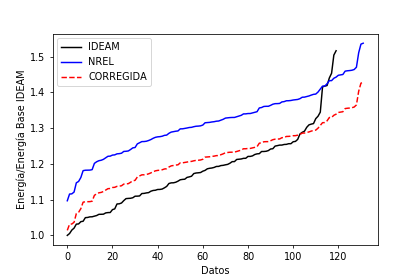 IDEAM
NREL
CORREGIDA
Energía/Energía Base IDEAM
1.5
1.4
1.3
1.2
1.1
1.0
0 20 40 60 80 100 120
Datos